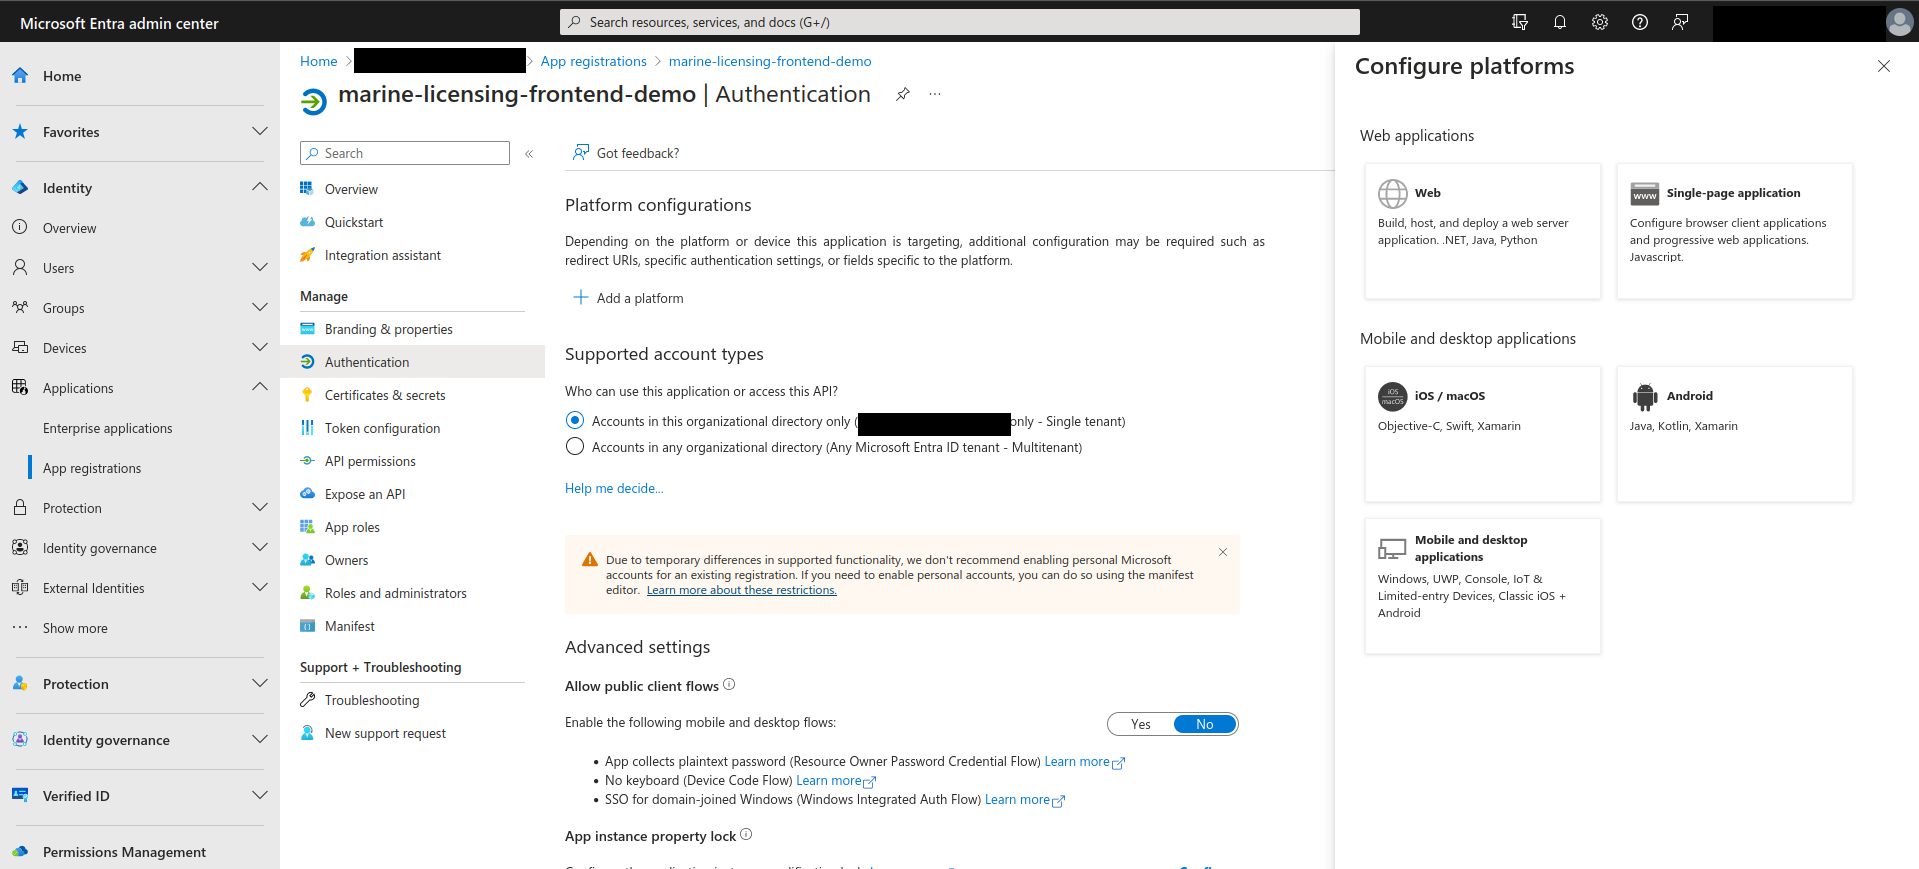 Microsoft Entra admin center
Search resources, services, and docs (G+/)
Home
Favorites
Identity
Overview
Users
Groups
Devices
Applications
Enterprise applications
App registrations
Protection
Identity governance
External Identities
Show more
Protection
Identity governance
Verified ID
Permissions Management
Home > > App registrations > marine-licensing-frontend-demo
marine-licensing-frontend-demo | Authentication
Search
Overview
Quickstart
Integration assistant
Manage
Branding & properties
Authentication
Certificates & secrets
Token configuration
API permissions
Expose an API
App roles
Owners
Roles and administrators
Manifest
Support + Troubleshooting
Troubleshooting
New support request
Got feedback?
Platform configurations
Depending on the platform or device this application is targeting, additional configuration may be required such as
redirect URIs, specific authentication settings, or fields specific to the platform.
Add a platform
Supported account types
Who can use this application or access this API?
Accounts in this organizational directory only ( only - Single tenant)
Accounts in any organizational directory (Any Microsoft Entra ID tenant - Multitenant)
Help me decide...
Due to temporary differences in supported functionality, we don't recommend enabling personal Microsoft
accounts for an existing registration. If you need to enable personal accounts, you can do so using the manifest
editor. Learn more about these restrictions.
Advanced settings
Allow public client flows
Enable the following mobile and desktop flows:
Yes No
• App collects plaintext password (Resource Owner Password Credential Flow) Learn more
• No keyboard (Device Code Flow) Learn more
• SSO for domain-joined Windows (Windows Integrated Auth Flow) Learn more
App instance property lock
Configure platforms
Web applications
Web
Build, host, and deploy a web server
application. .NET, Java, Python
Single-page application
Configure browser client applications
and progressive web applications.
Javascript.
Mobile and desktop applications
iOS / macOS
Objective-C, Swift, Xamarin
Android
Java, Kotlin, Xamarin
Mobile and desktop
applications
Windows, UWP, Console, IoT &
Limited-entry Devices, Classic iOS +
Android